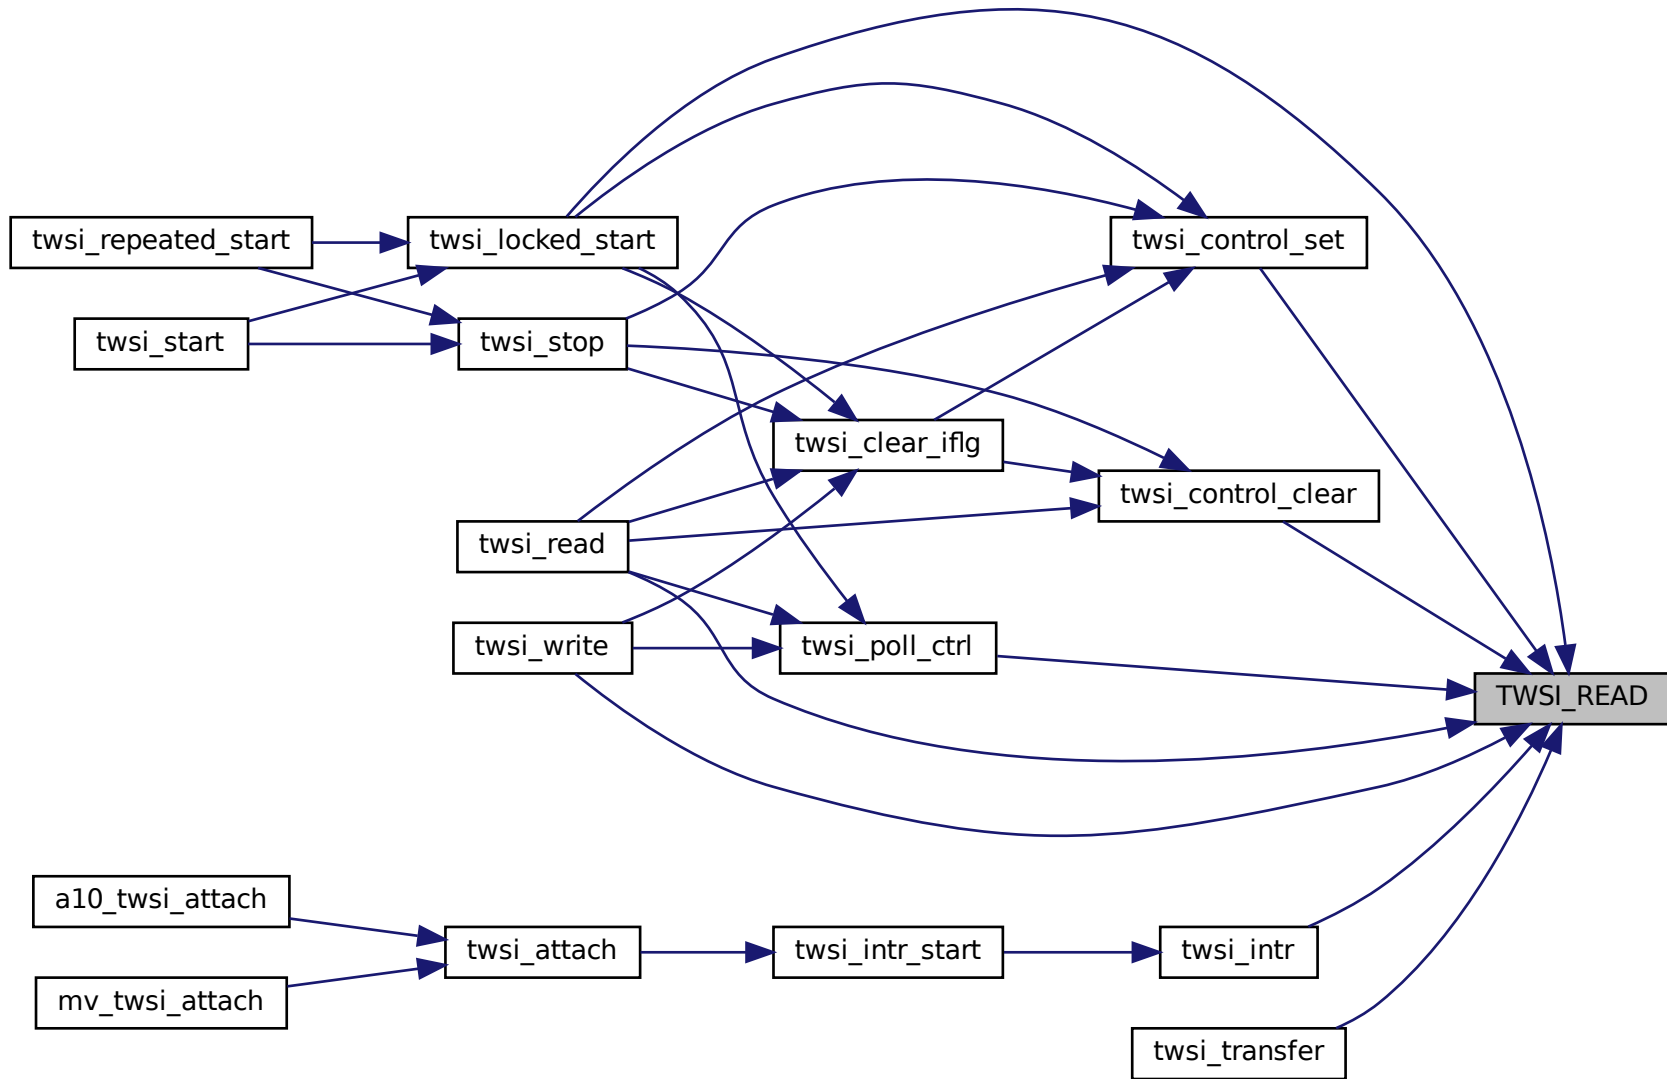 twsi_repeated_start
twsi_locked_start
twsi_control_set
twsi_start
twsi_stop
twsi_clear_iflg
twsi_control_clear
twsi_read
twsi_write
twsi_poll_ctrl
TWSI_READ
a10_twsi_attach
twsi_attach
twsi_intr_start
twsi_intr
mv_twsi_attach
twsi_transfer